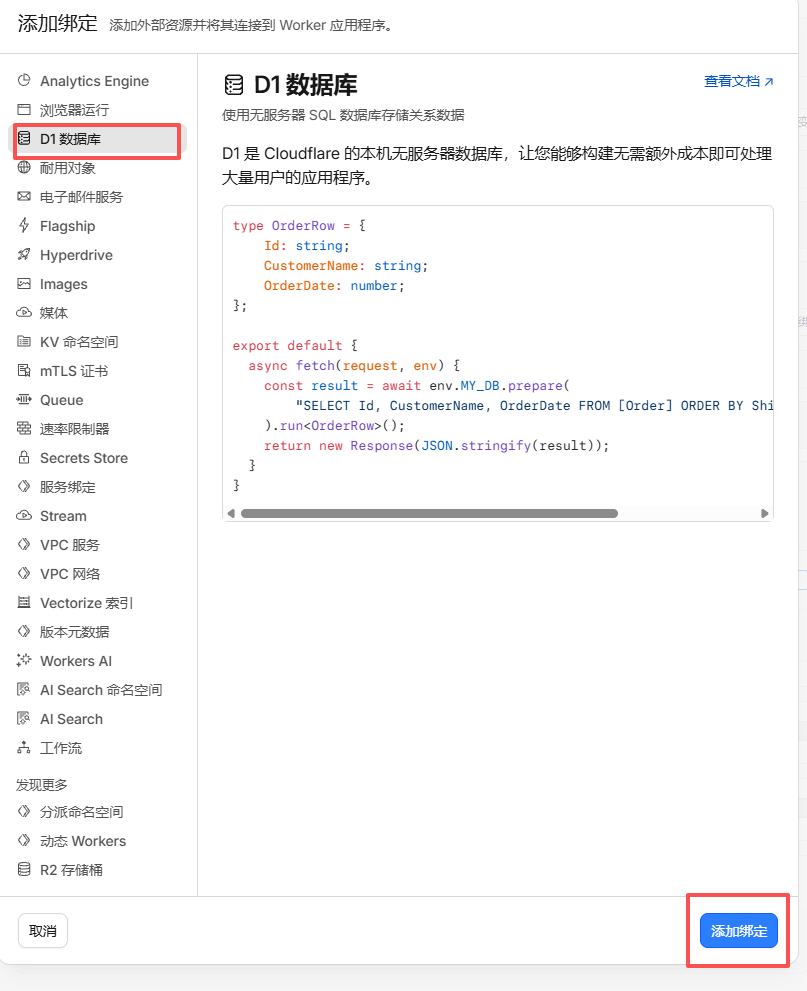 添加绑定 添加外部资源并将其连接到 Worker 应用程序。
Analytics Engine
浏览器运行
D1 数据库
耐用对象
电子邮件服务
Flagship
Hyperdrive
Images
媒体
KV 命名空间
mTLS 证书
Queue
速率限制器
Secrets Store
服务绑定
Stream
VPC 服务
VPC 网络
Vectorize 索引
版本元数据
Workers AI
AI Search 命名空间
AI Search
工作流
发现更多
分派命名空间
动态 Workers
R2 存储桶
D1 数据库
查看文档
使用无服务器 SQL 数据库存储关系数据
D1 是 Cloudflare 的本机无服务器数据库，让您能够构建无需额外成本即可处理
大量用户的应用程序。
type OrderRow = {
    Id: string;
    CustomerName: string;
    OrderDate: number;
};
export default {
  async fetch(request, env) {
    const result = await env.MY_DB.prepare(
        "SELECT Id, CustomerName, OrderDate FROM [Order] ORDER BY Shi
    ).run<OrderRow>();
    return new Response(JSON.stringify(result));
  }
}
取消
添加绑定